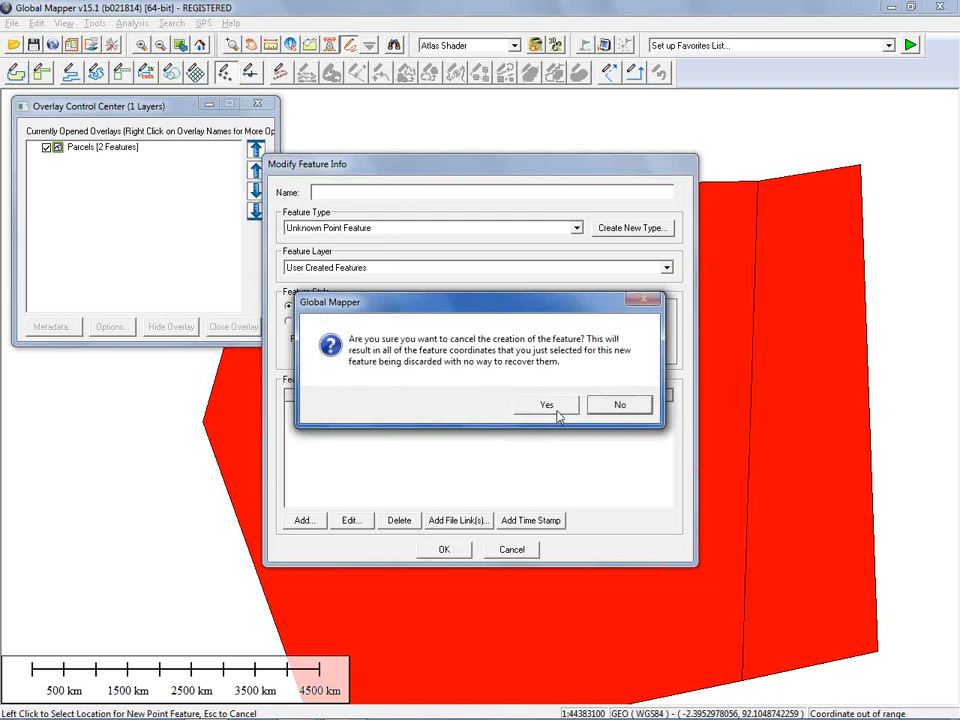 Global Mapper v15.1 (b021814) [64-bit] - REGISTERED
File Edit View Tools Analysis Search GPS Help
Atlas Shader
Set up Favorites List...
Overlay Control Center (1 Layers)
Currently Opened Overlays (Right Click on Overlay Names for More Op
Parcels [2 Features]
Metadata... Options... Hide Overlay Close Overlay
Modify Feature Info
Name:
Feature Type
Unknown Point Feature
Create New Type...
Feature Layer
User Created Features
Global Mapper
Are you sure you want to cancel the creation of the feature? This will
result in all of the feature coordinates that you just selected for this new
feature being discarded with no way to recover them.
Yes No
Add... Edit... Delete Add File Link(s)... Add Time Stamp
OK Cancel
500 km 1500 km 2500 km 3500 km 4500 km
Left Click to Select Location for New Point Feature, Esc to Cancel
1:44383100 GEO ( WGS84 ) - ( -2.3952978056, 92.1048742259 ) Coordinate out of range